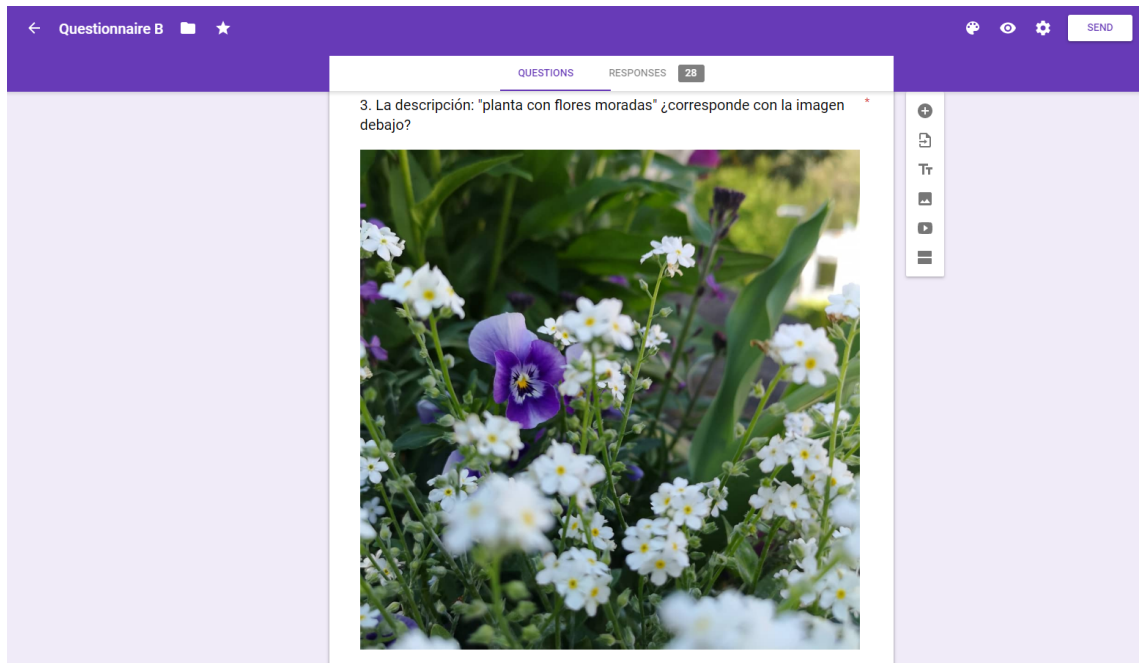 Questionnaire B
SEND
QUESTIONS
RESPONSES 28
3. La descripción: "planta con flores moradas" ¿corresponde con la imagen *
debajo?
Tт